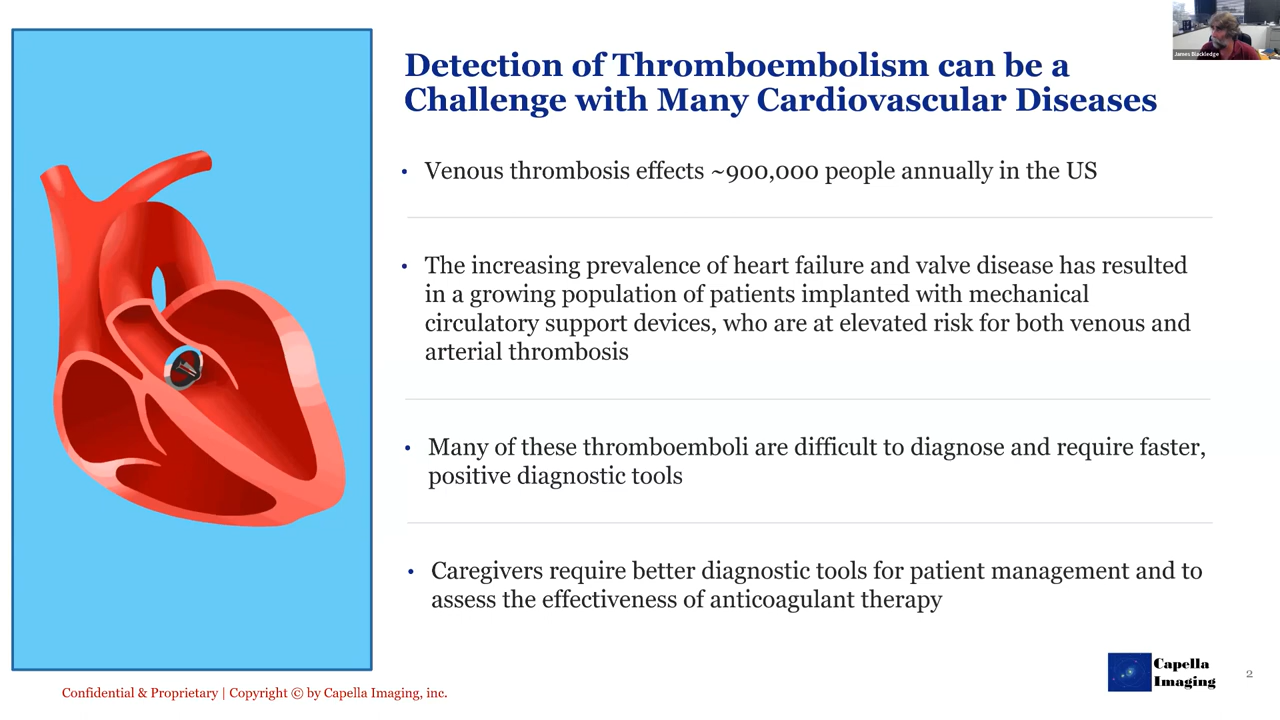 James Blackledge
Detection of Thromboembolism can be a
Challenge with Many Cardiovascular Diseases
• Venous thrombosis effects ~900,000 people annually in the US
• The increasing prevalence of heart failure and valve disease has resulted
in a growing population of patients implanted with mechanical
circulatory support devices, who are at elevated risk for both venous and
arterial thrombosis
• Many of these thromboemboli are difficult to diagnose and require faster,
positive diagnostic tools
• Caregivers require better diagnostic tools for patient management and to
assess the effectiveness of anticoagulant therapy
Capella
Imaging
2
Confidential & Proprietary | Copyright © by Capella Imaging, inc.